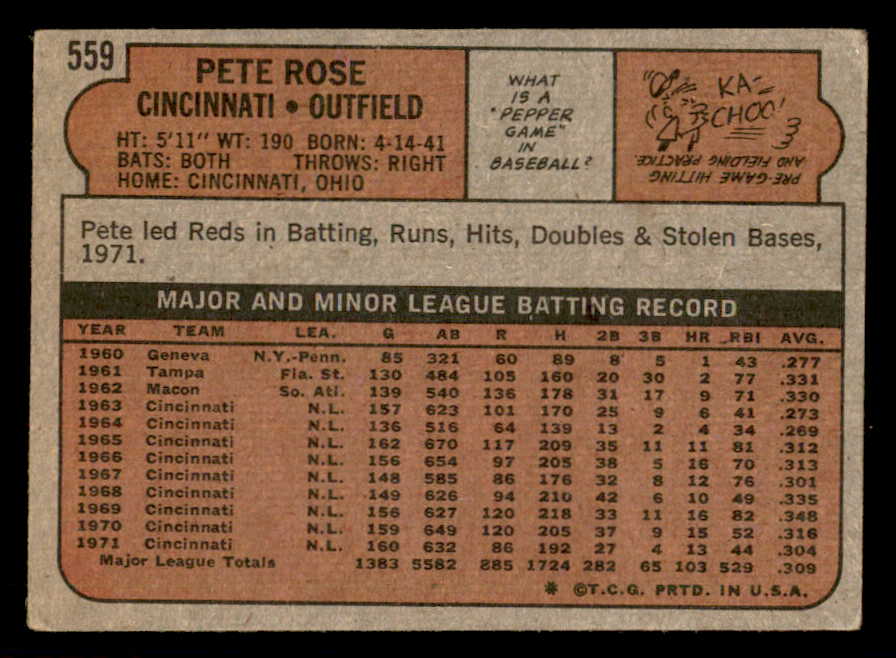 559
PETE ROSE
CINCINNATI • OUTFIELD
HT: 5'11" WT: 190 BORN: 4-14-41
BATS: BOTH THROWS: RIGHT
HOME: CINCINNATI, OHIO
WHAT
IS A
"PEPPER
GAME"
IN
BASEBALL?
KA-
CHOO!
PRE-GAME HITTING
AND FIELDING PRACTICE
Pete led Reds in Batting, Runs, Hits, Doubles & Stolen Bases,
1971.
MAJOR AND MINOR LEAGUE BATTING RECORD
YEAR TEAM LEA. G AB R H 2B 3B HR RBI AVG.
1960 Geneva N.Y.-Penn. 85 321 60 89 8 5 1 43 .277
1961 Tampa Fla. St. 130 484 105 160 20 30 2 77 .331
1962 Macon So. Atl. 139 540 136 178 31 17 9 71 .330
1963 Cincinnati N.L. 157 623 101 170 25 9 6 41 .273
1964 Cincinnati N.L. 136 516 64 139 13 2 4 34 .269
1965 Cincinnati N.L. 162 670 117 209 35 11 11 81 .312
1966 Cincinnati N.L. 156 654 97 205 38 5 16 70 .313
1967 Cincinnati N.L. 148 585 86 176 32 8 12 76 .301
1968 Cincinnati N.L. 149 626 94 210 42 6 10 49 .335
1969 Cincinnati N.L. 156 627 120 218 33 11 16 82 .348
1970 Cincinnati N.L. 159 649 120 205 37 9 15 52 .316
1971 Cincinnati N.L. 160 632 86 192 27 4 13 44 .304
Major League Totals 1383 5582 885 1724 282 65 103 529 .309
* ©T.C.G. PRTD. IN U.S.A.